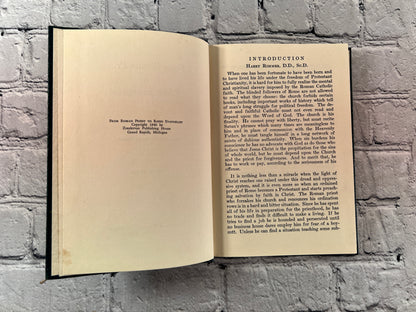 From Roman Priest to Radio Evangelist
Copyright 1946 by
Zondervan Publishing House
Grand Rapids, Michigan
INTRODUCTION
Harry Rimmer, D.D., Sc.D.
When one has been fortunate to have been born and
to have lived his life under the freedom of Protestant
Christianity, it is hard for him to fully realize the mental
and spiritual slavery imposed by the Roman Catholic
Faith. The blinded followers of Rome are not allowed
to read what they choose: the church forbids certain
books, including important works of history which tell
of man's long struggle for spiritual freedom. The de-
vout and faithful Catholic must not even read or
depend upon the Word of God. The church is his
Deity. He cannot pray with liberty, but must recite
Satan's phrases which many times are meaningless to
him and in place of communion with the Heavenly
Father, he must tangle himself in a long network of
saints of dubious authenticity. When sin burdens his
soul he can have no advocate with God as do those who
believe that Jesus Christ is the propitiation for the sins
of the whole world, but he must depend upon the Church
and the priest for forgiveness. And to merit that, he
has to work or pay, according to the sternness of his
offense.
It is nothing less than a miracle when the light of
Christ reaches one raised under this dread and oppres-
sive system, and it is even more so when an ordained
priest of Rome becomes a Protestant and starts preach-
ing salvation by faith in Christ. The Roman priest
who forsakes his church and renounces his ordination
vows is in a hard and bitter situation. Since he has spent
all of his life in preparation for the priesthood, he has
no trade and finds it difficult to make a living. If he
tries to find a job he is hounded and persecuted until
no business house dares employ him for fear of a boy-
cott. Unless he can find a situation teaching some sub-